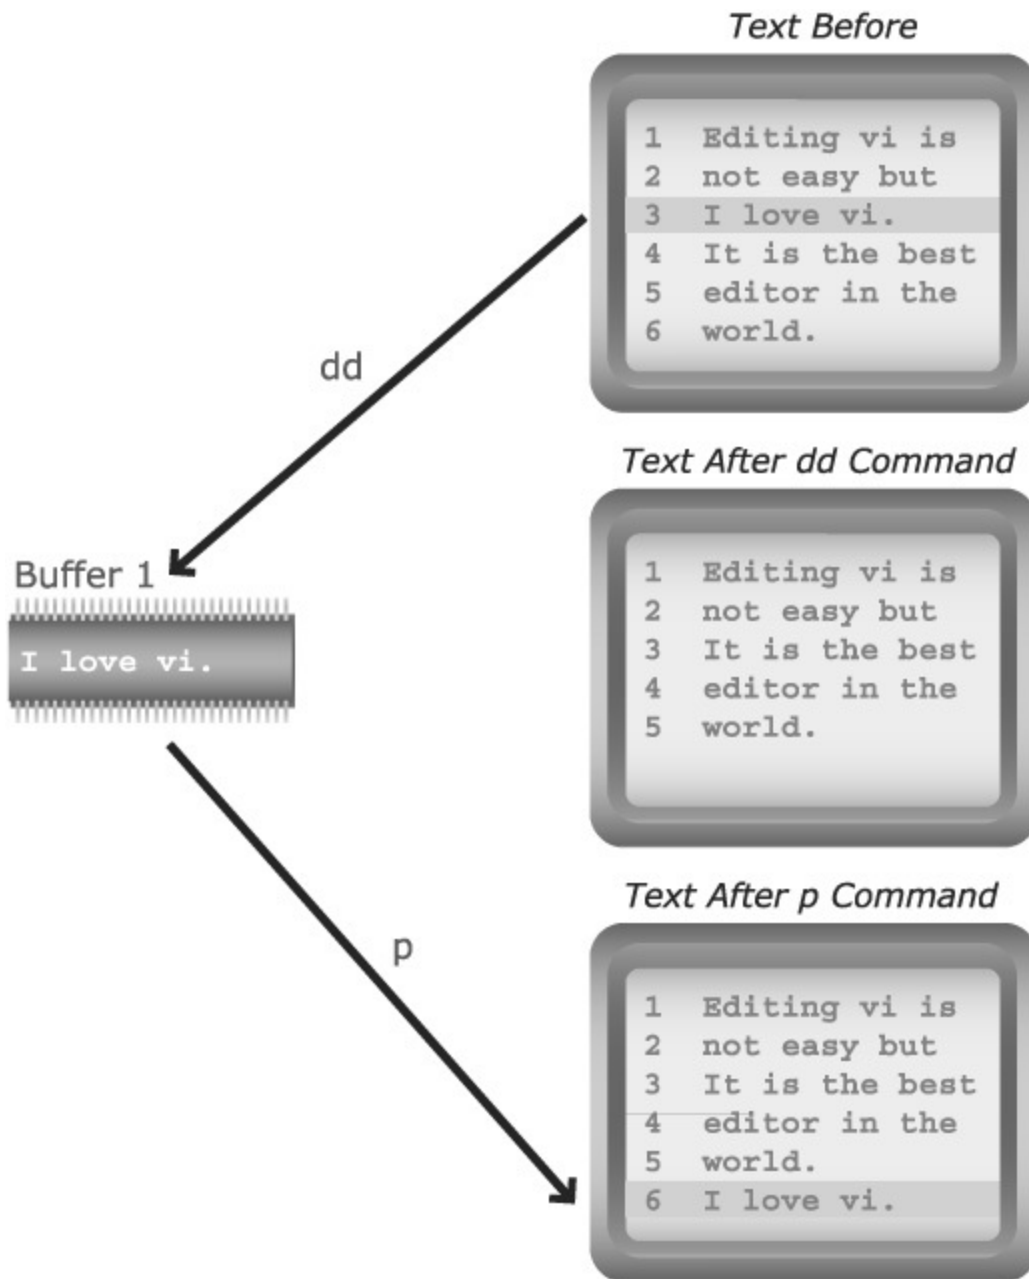 Text Before
1 Editing vi is
2 not easy but
3 I love vi.
4 It is the best
5 editor in the
6 world.
dd
Text After dd Command
1 Editing vi is
2 not easy but
3 It is the best
4 editor in the
5 world.
Buffer 1
I love vi.
Text After p Command
p
1 Editing vi is
2 not easy but
3 It is the best
4 editor in the
5 world.
6 I love vi.